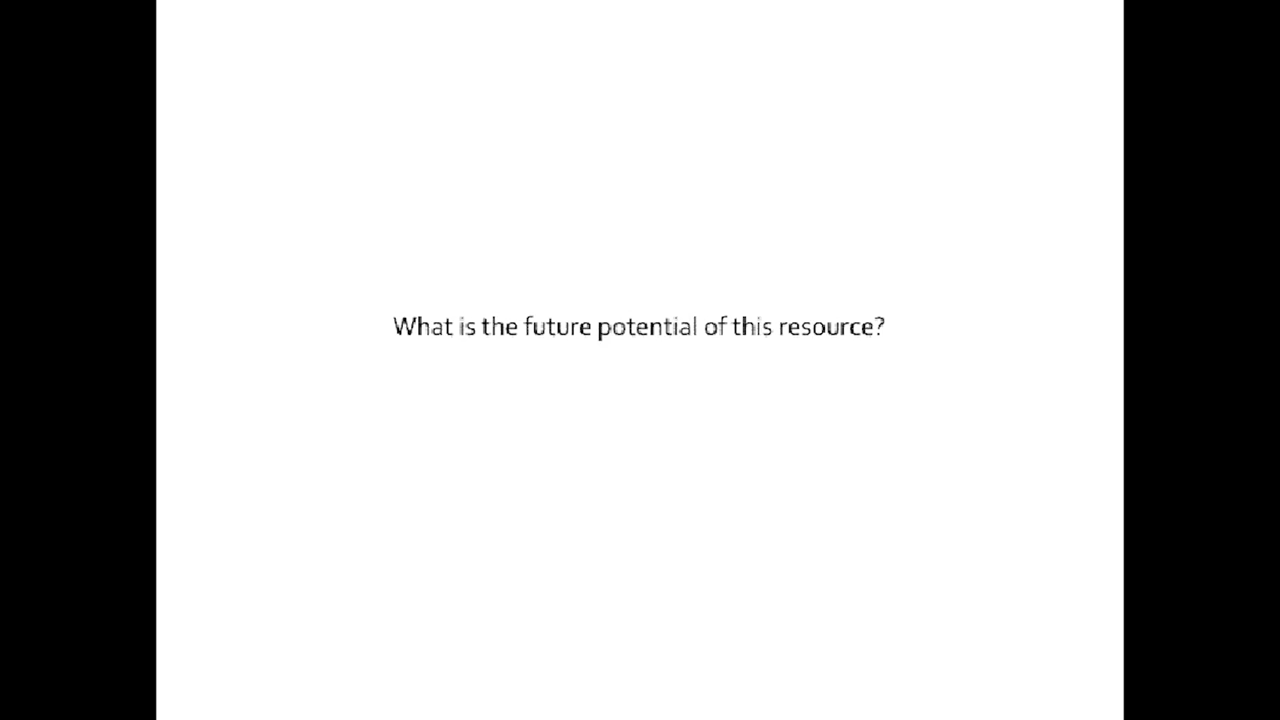 What is the future potential of this resource?